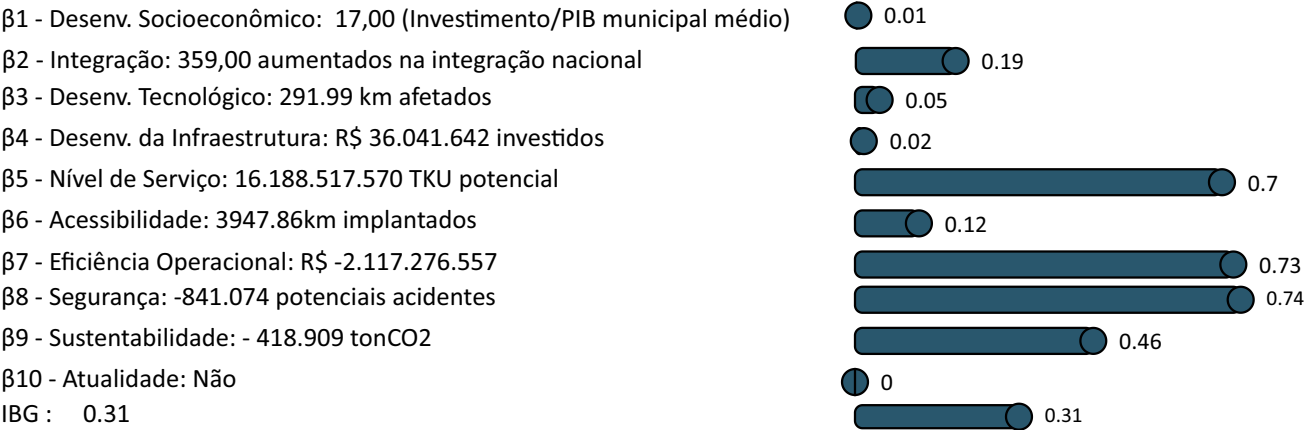 β1 - Desenv. Socioeconômico: 17,00 (Investimento/PIB municipal médio) 0.01
β2 - Integração: 359,00 aumentados na integração nacional 0.19
β3 - Desenv. Tecnológico: 291.99 km afetados 0.05
β4 - Desenv. da Infraestrutura: R$ 36.041.642 investidos 0.02
β5 - Nível de Serviço: 16.188.517.570 TKU potencial 0.7
β6 - Acessibilidade: 3947.86km implantados 0.12
β7 - Eficiência Operacional: R$ -2.117.276.557 0.73
β8 - Segurança: -841.074 potenciais acidentes 0.74
β9 - Sustentabilidade: - 418.909 tonCO2 0.46
β10 - Atualidade: Não 0
IBG : 0.31 0.31